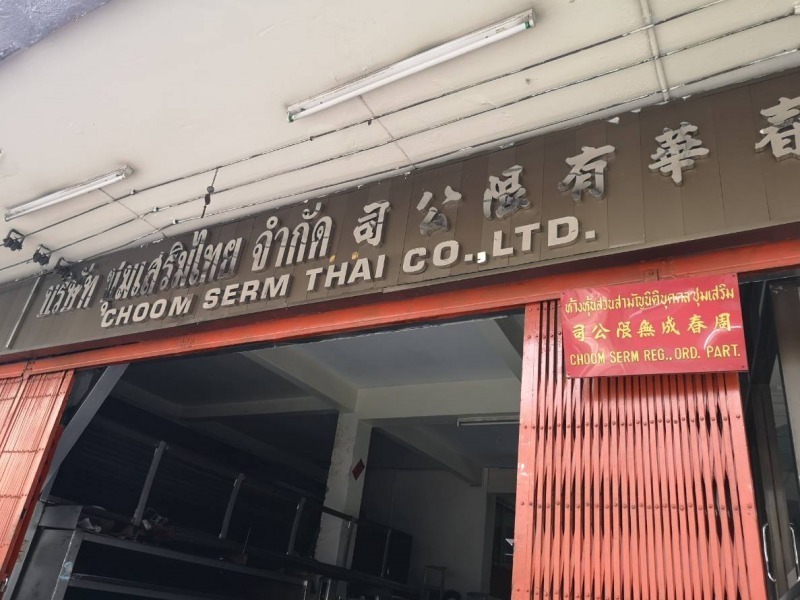 บริษัท ชุ่มเสริมไทย จำกัด
司公限有華春
CHOOM SERM THAI CO.,LTD.
ห้างหุ้นส่วนสามัญนิติบุคคลชุ่มเสริม
司公限無成春周
CHOOM SERM REG., ORD. PART.